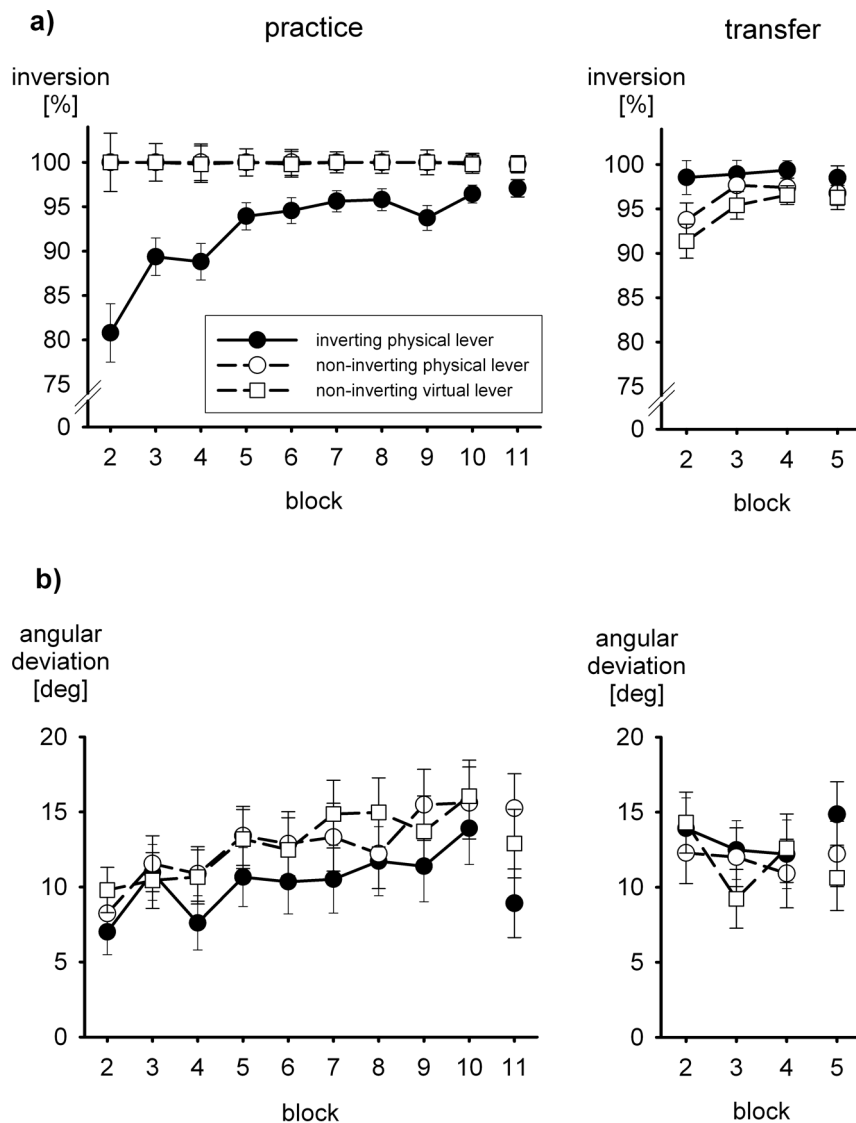 a)
practice
transfer
inversion
[%]
100
95
90
85
80
75
0
2 3 4 5 6 7 8 9 10 11
block
inverting physical lever
non-inverting physical lever
non-inverting virtual lever
inversion
[%]
100
95
90
85
80
75
0
2 3 4 5
block
b)
angular
deviation
[deg]
20
15
10
5
0
2 3 4 5 6 7 8 9 10 11
block
angular
deviation
[deg]
20
15
10
5
0
2 3 4 5
block